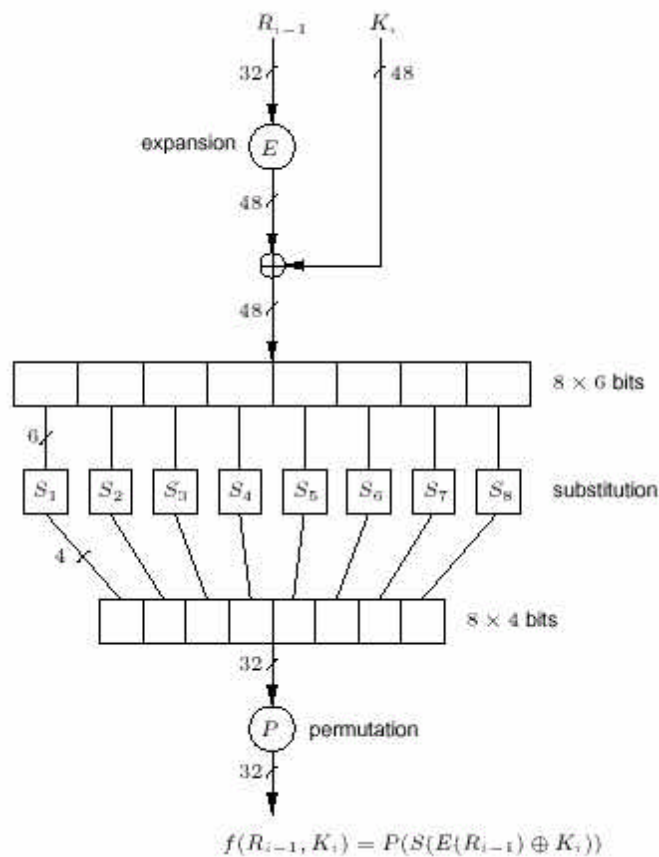 R_{i-1} K_i
32 48
expansion E
48
48
8 × 6 bits
6
S_1 S_2 S_3 S_4 S_5 S_6 S_7 S_8 substitution
4
8 × 4 bits
32
P permutation
32
f(R_{i-1}, K_i) = P(S(E(R_{i-1}) ⊕ K_i))